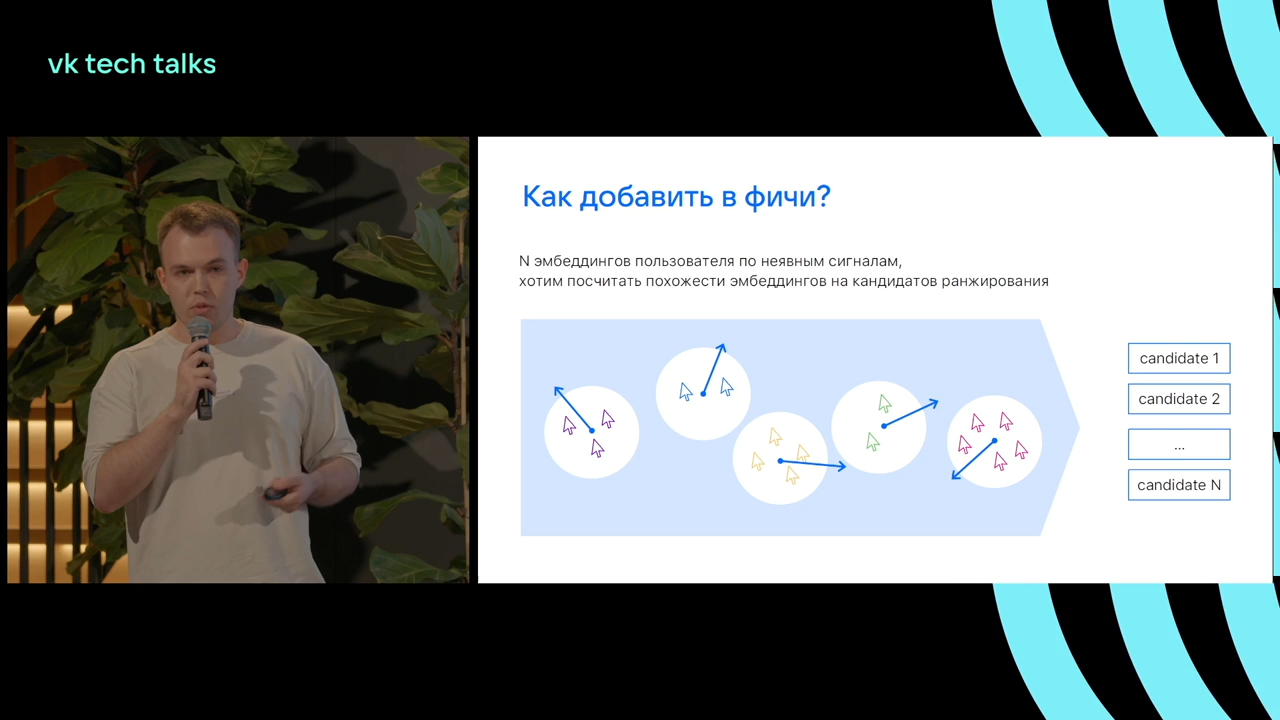 vk tech talks
Как добавить в фичи?
N эмбеддингов пользователя по неявным сигналам,
хотим посчитать похожести эмбеддингов на кандидатов ранжирования
candidate 1
candidate 2
...
candidate N